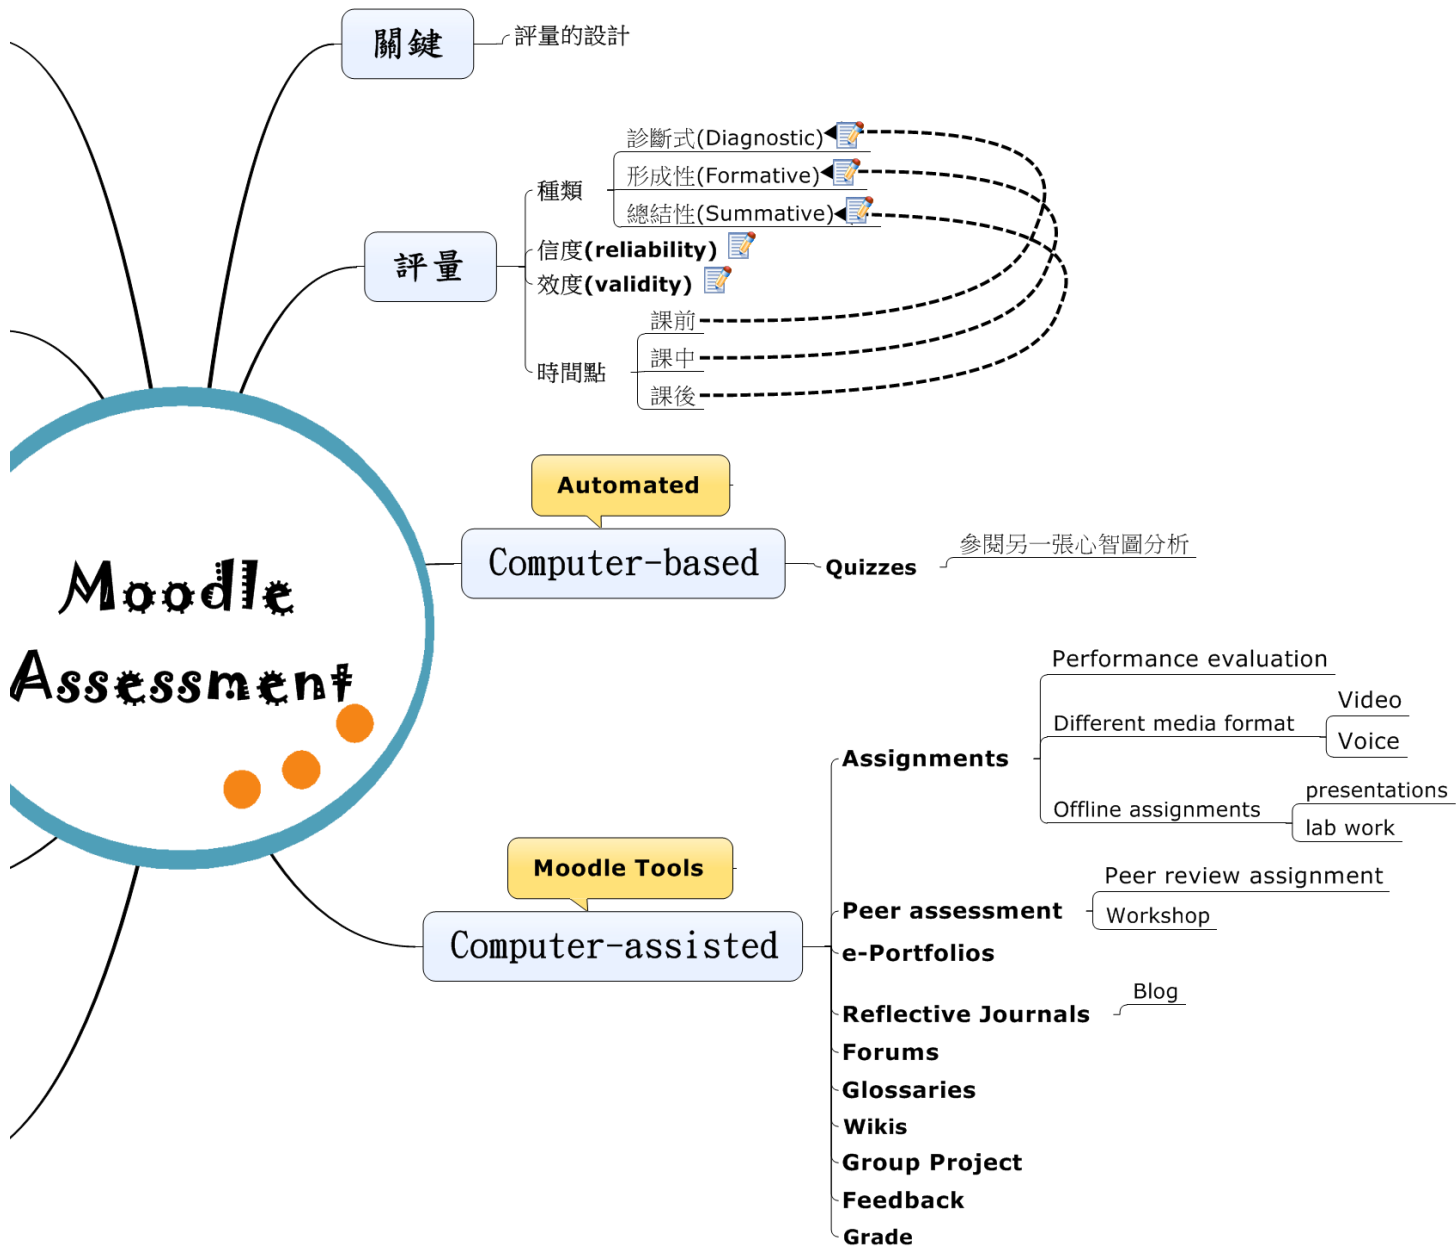 關鍵
評量的設計
評量
種類
診斷式(Diagnostic)
形成性(Formative)
總結性(Summative)
信度(reliability)
效度(validity)
時間點
課前
課中
課後
Moodle
Assessment
Automated
Computer-based
Quizzes
參閱另一張心智圖分析
Moodle Tools
Computer-assisted
Assignments
Performance evaluation
Different media format
Video
Voice
Offline assignments
presentations
lab work
Peer assessment
Peer review assignment
Workshop
e-Portfolios
Reflective Journals
Blog
Forums
Glossaries
Wikis
Group Project
Feedback
Grade